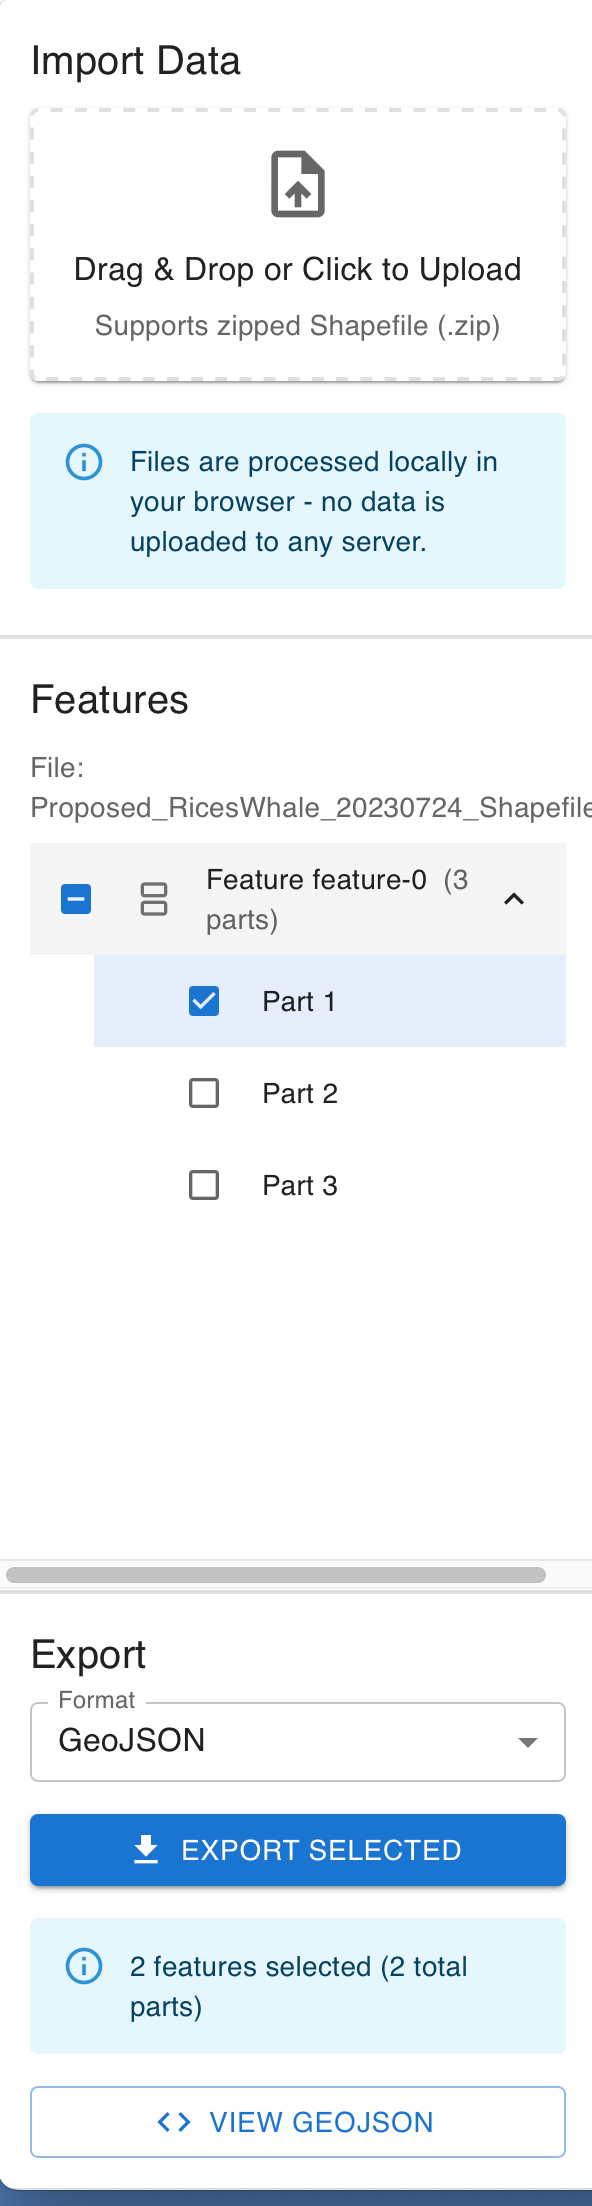 Import Data
Drag & Drop or Click to Upload
Supports zipped Shapefile (.zip)
Files are processed locally in
your browser - no data is
uploaded to any server.
Features
File:
Proposed_RicesWhale_20230724_Shapefile
Feature feature-0 (3
parts)
Part 1
Part 2
Part 3
Export
Format
GeoJSON
EXPORT SELECTED
2 features selected (2 total
parts)
VIEW GEOJSON